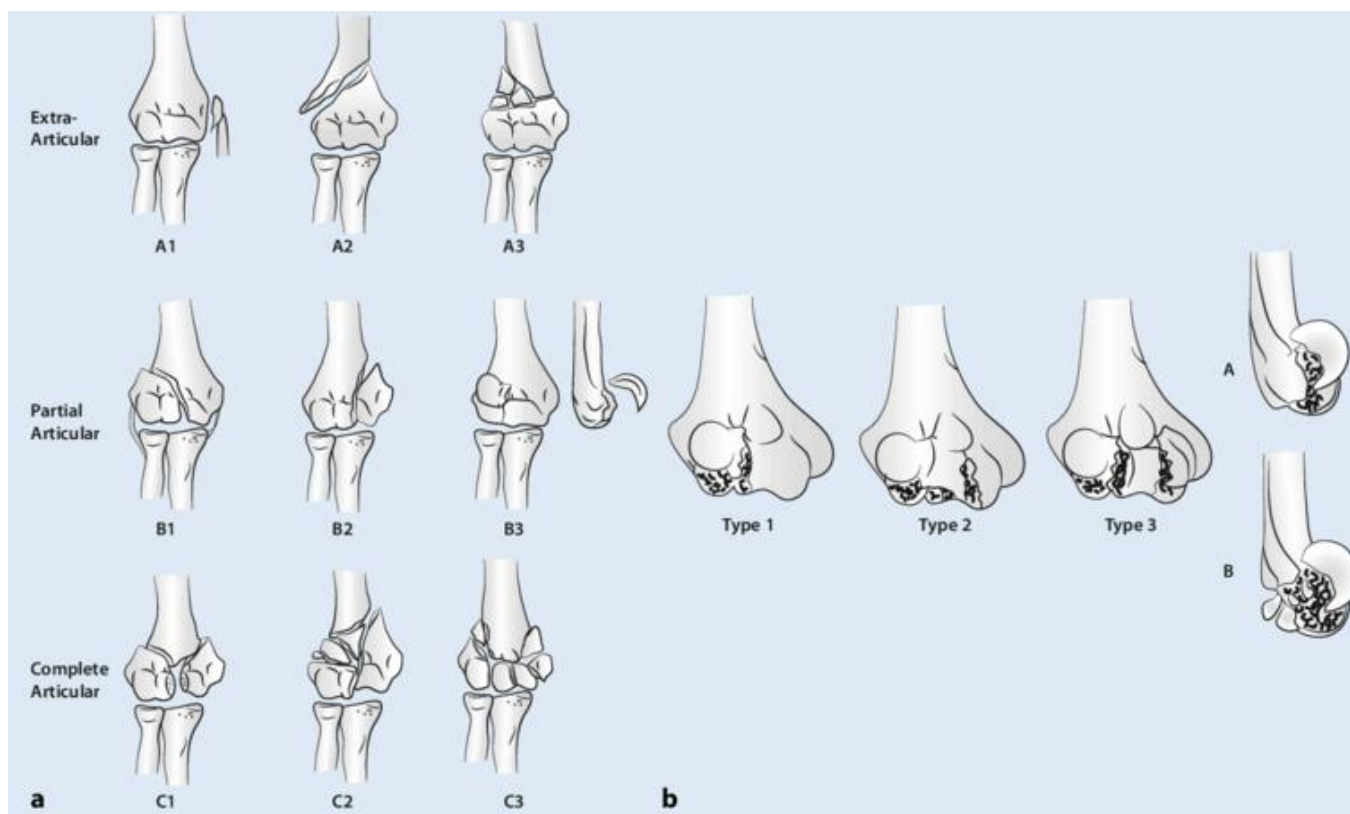 Extra-
Articular
A1
A2
A3
Partial
Articular
B1
B2
B3
Type 1
Type 2
Type 3
A
B
Complete
Articular
a
C1
C2
C3
b